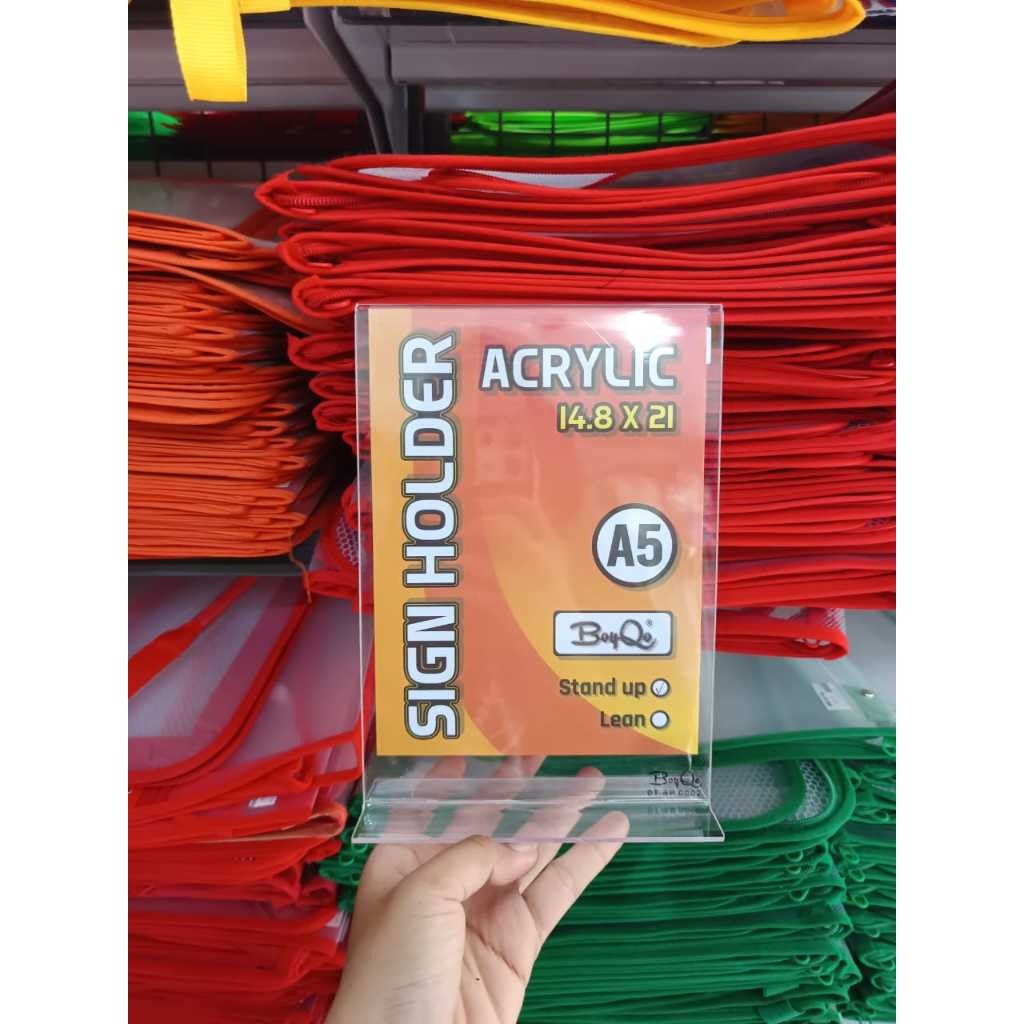 SIGN HOLDER
ACRYLIC
14.8 X 21
A5
BoyQo®
Stand up
Lean
BoyQo